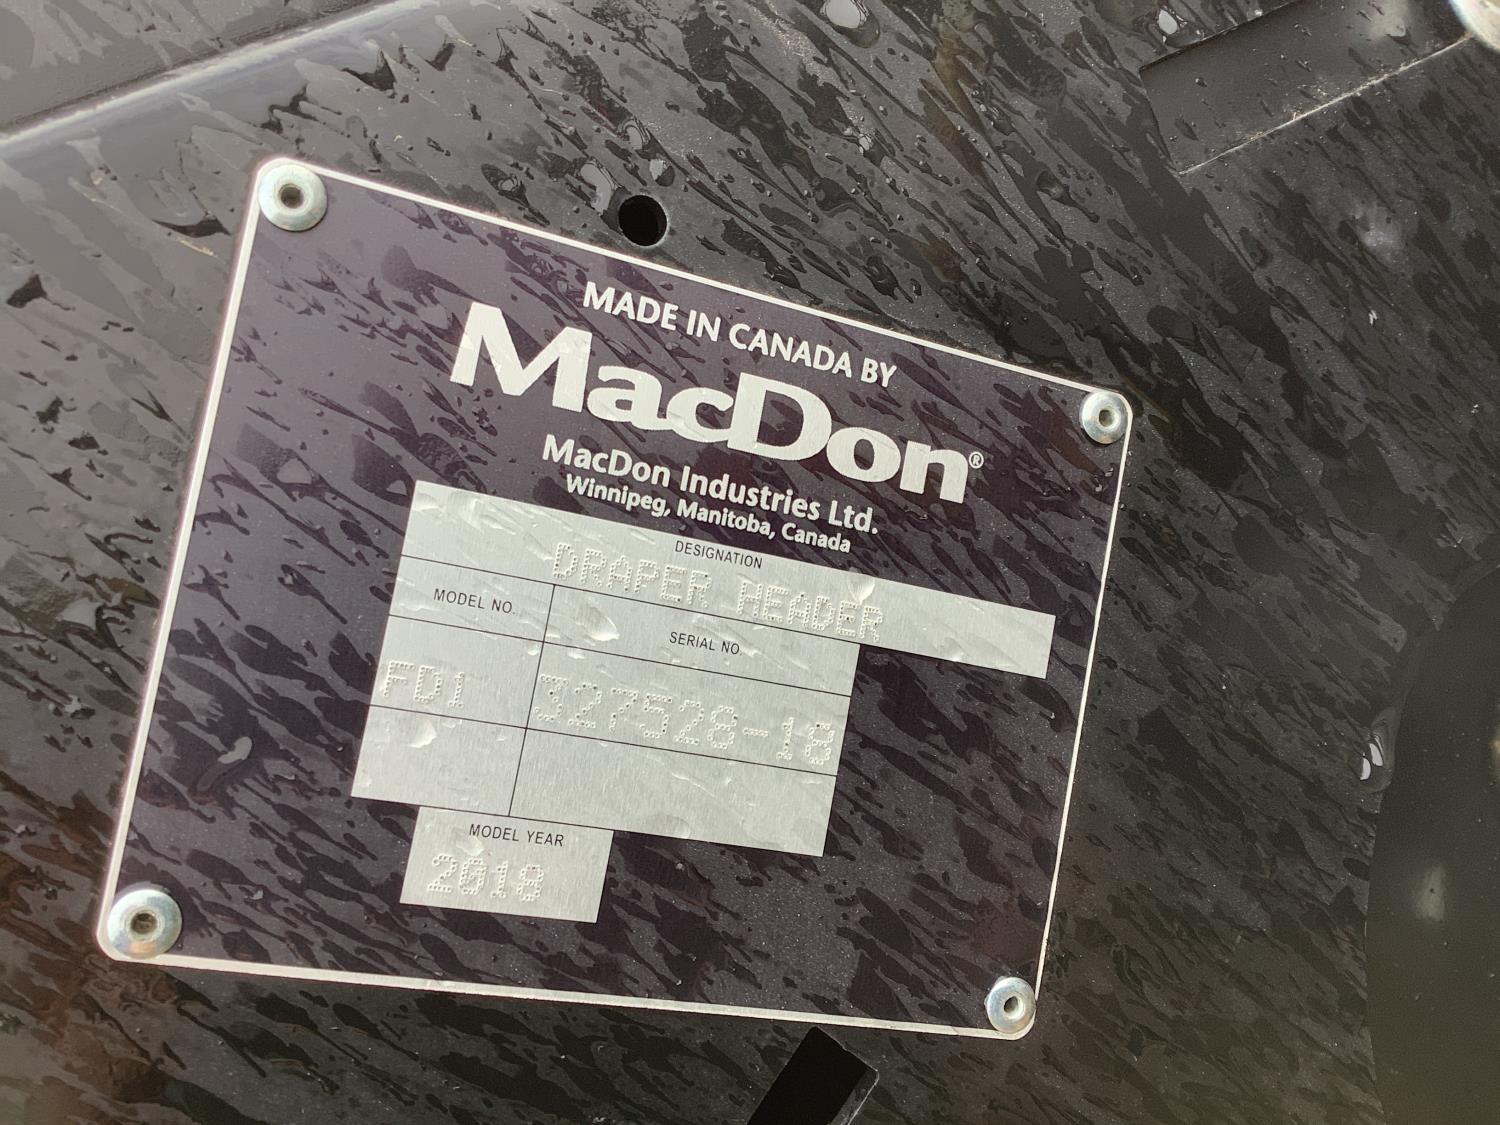 MADE IN CANADA BY
MacDon®
MacDon Industries Ltd.
Winnipeg, Manitoba, Canada
DESIGNATION
DRAPER HEADER
MODEL NO. SERIAL NO.
FD1 327528-18
MODEL YEAR
2018